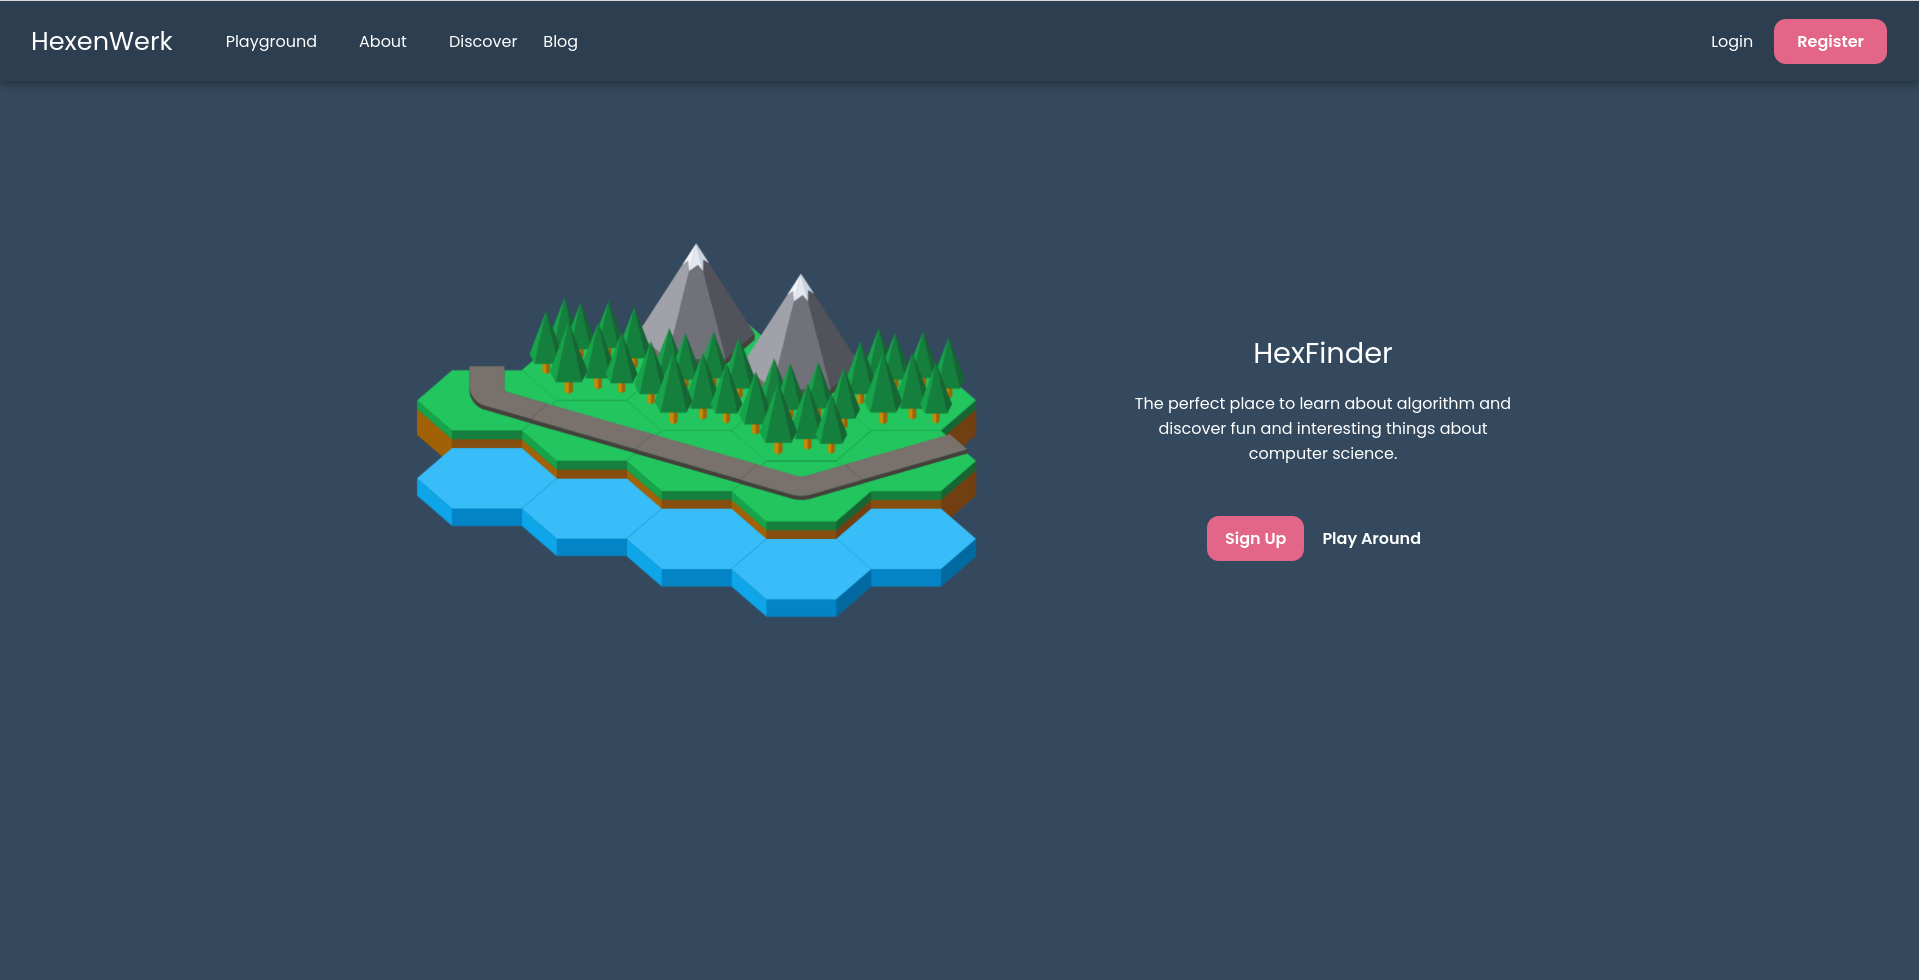 HexenWerk
Playground
About
Discover
Blog
Login
Register
HexFinder
The perfect place to learn about algorithm and
discover fun and interesting things about
computer science.
Sign Up
Play Around